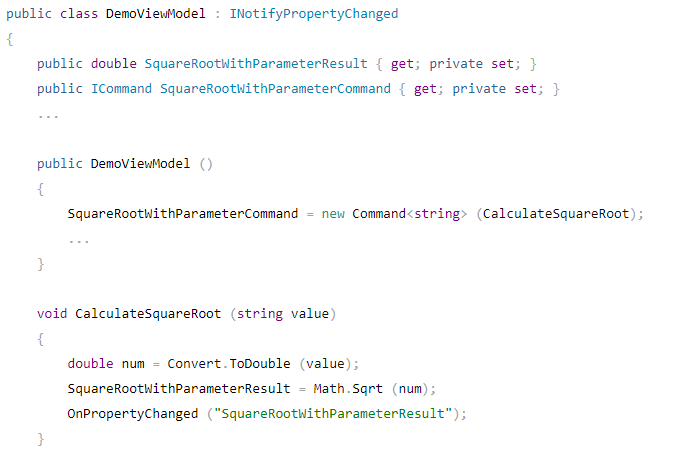 public class DemoViewModel : INotifyPropertyChanged
{
    public double SquareRootWithParameterResult { get; private set; }
    public ICommand SquareRootWithParameterCommand { get; private set; }
    ...
    public DemoViewModel ()
    {
        SquareRootWithParameterCommand = new Command<string> (CalculateSquareRoot);
        ...
    }
    void CalculateSquareRoot (string value)
    {
        double num = Convert.ToDouble (value);
        SquareRootWithParameterResult = Math.Sqrt (num);
        OnPropertyChanged ("SquareRootWithParameterResult");
    }